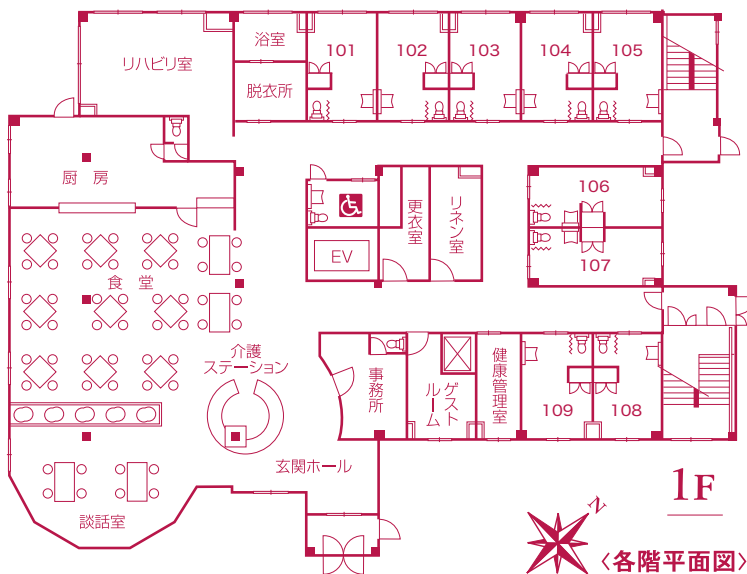 リハビリ室
浴室
脱衣所
101
102
103
104
105
厨房
106
107
更衣室
リネン室
EV
食堂
介護
ステーション
事務所
ゲスト
ルーム
健康管理室
109
108
玄関ホール
談話室
1F
N
〈各階平面図〉